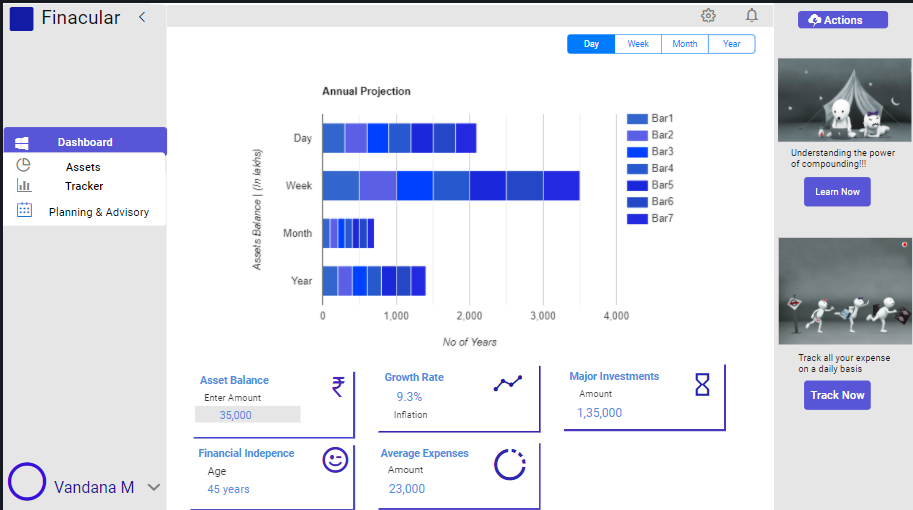 Finacular
Dashboard
Assets
Tracker
Planning & Advisory
Vandana M
Day Week Month Year
Annual Projection
Assets Balance | (In lakhs)
Day
Week
Month
Year
0 1,000 2,000 3,000 4,000
No of Years
Bar1
Bar2
Bar3
Bar4
Bar5
Bar6
Bar7
Asset Balance
Enter Amount
35,000
₹
Growth Rate
9.3%
Inflation
Major Investments
Amount
1,35,000
Financial Indepence
Age
45 years
Average Expenses
Amount
23,000
Actions
Understanding the power
of compounding!!!
Learn Now
Track all your expense
on a daily basis
Track Now